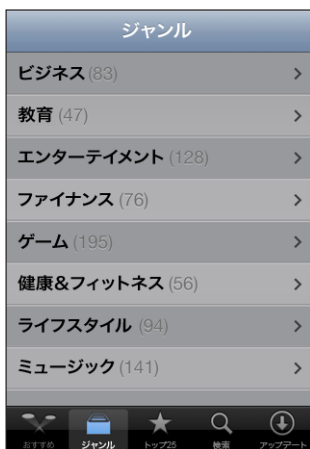 ジャンル
ビジネス (83)
教育 (47)
エンターテイメント (128)
ファイナンス (76)
ゲーム (195)
健康&フィットネス (56)
ライフスタイル (94)
ミュージック (141)
おすすめ ジャンル トップ25 検索 アップデート